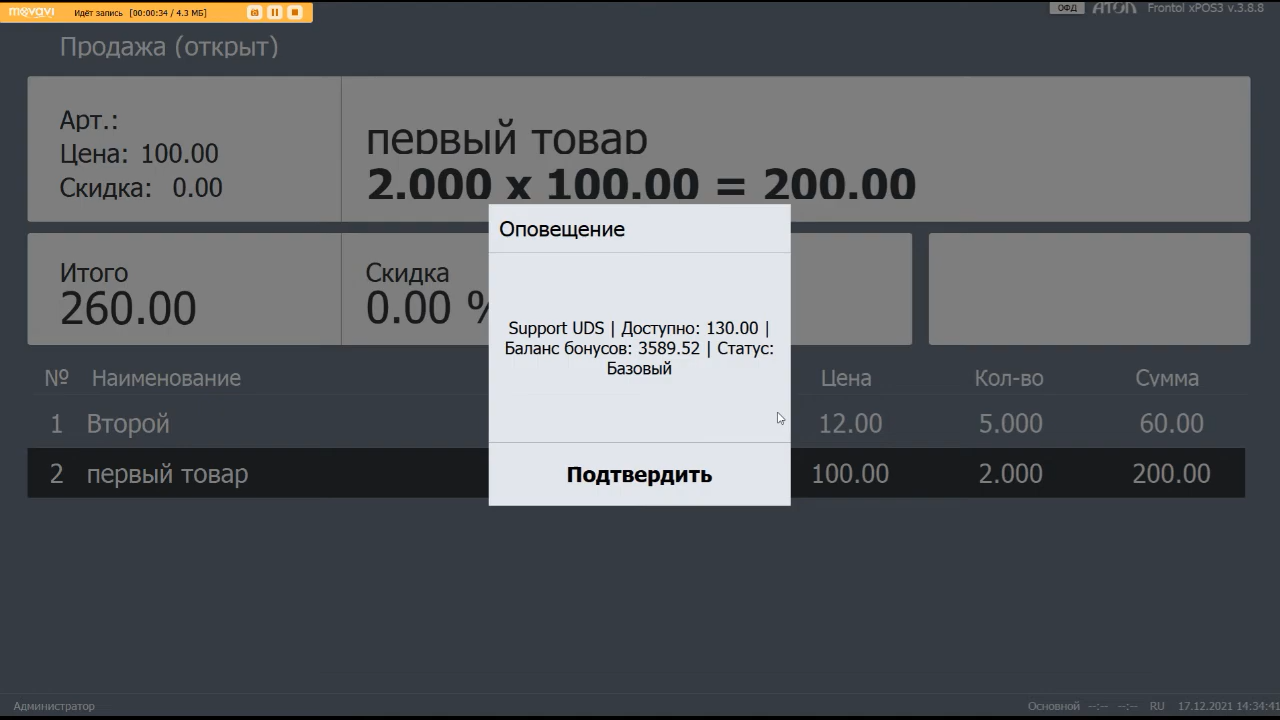 movavi Идёт запись [00:00:34 / 4.3 МБ]
ОФД АТОЛ Frontol xPOS3 v.3.8.8
Продажа (открыт)
Арт.:
Цена: 100.00
Скидка: 0.00
первый товар
2.000 x 100.00 = 200.00
Итого
260.00
Скидка
0.00 %
Оповещение
Support UDS | Доступно: 130.00 |
Баланс бонусов: 3589.52 | Статус:
Базовый
Подтвердить
№ Наименование Цена Кол-во Сумма
1 Второй 12.00 5.000 60.00
2 первый товар 100.00 2.000 200.00
Администратор
Основной --:-- --:-- RU 17.12.2021 14:34:41